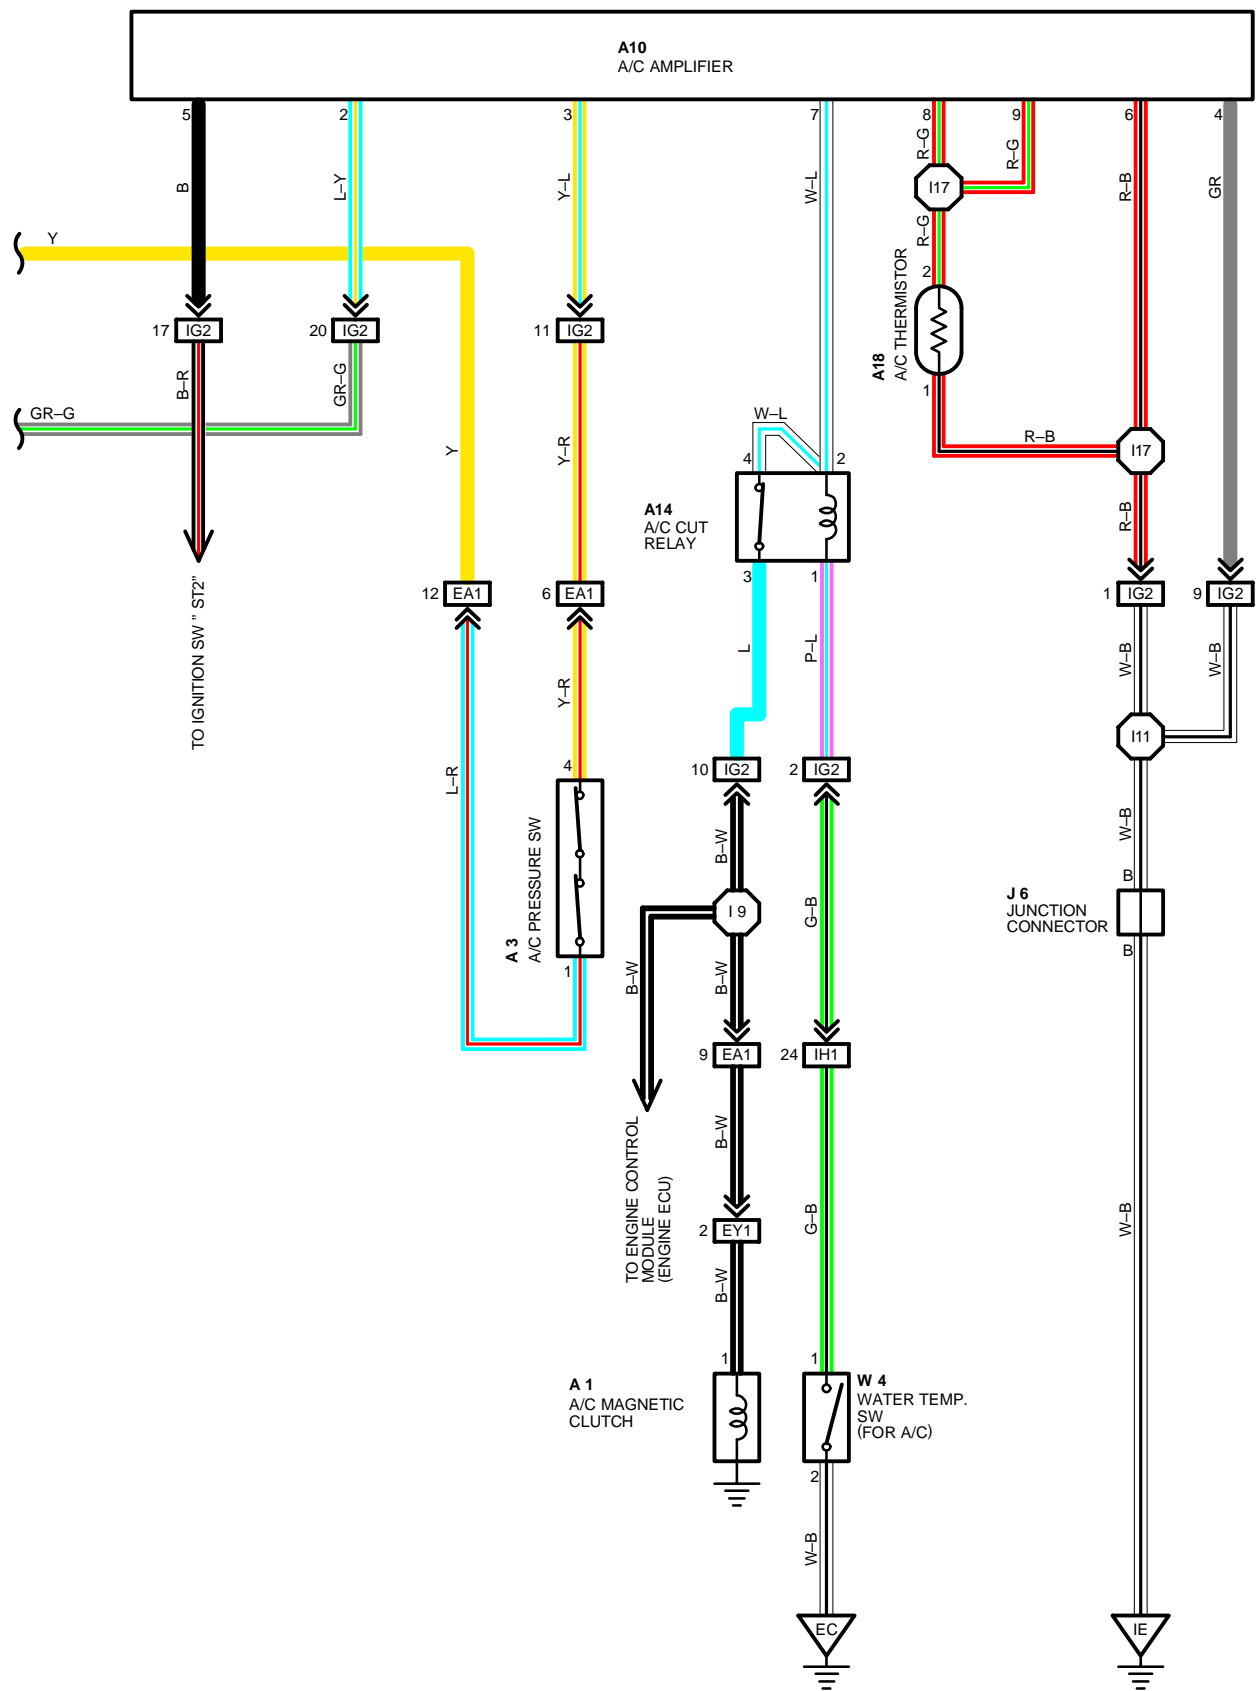 A10
A/C AMPLIFIER
5
2
3
7
8
9
6
4
B
L–Y
Y–L
W–L
R–G
R–G
R–B
GR
I17
Y
R–G
2
A18
A/C THERMISTOR
1
17 IG2
20 IG2
11 IG2
B–R
GR–G
GR–G
Y
Y–R
W–L
4
2
R–B
I17
R–B
A14
A/C CUT
RELAY
3
1
TO IGNITION SW ” ST2”
12 EA1
6 EA1
1 IG2
9 IG2
L
P–L
W–B
W–B
Y–R
I11
L–R
4
10 IG2
2 IG2
A 3
A/C PRESSURE SW
1
B–W
G–B
W–B
B
J 6
JUNCTION
CONNECTOR
B
I 9
B–W
B–W
9 EA1
24 IH1
TO ENGINE CONTROL
MODULE
(ENGINE ECU)
B–W
G–B
W–B
2 EY1
B–W
1
1
A 1
A/C MAGNETIC
CLUTCH
W 4
WATER TEMP.
SW
(FOR A/C)
2
W–B
EC
IE